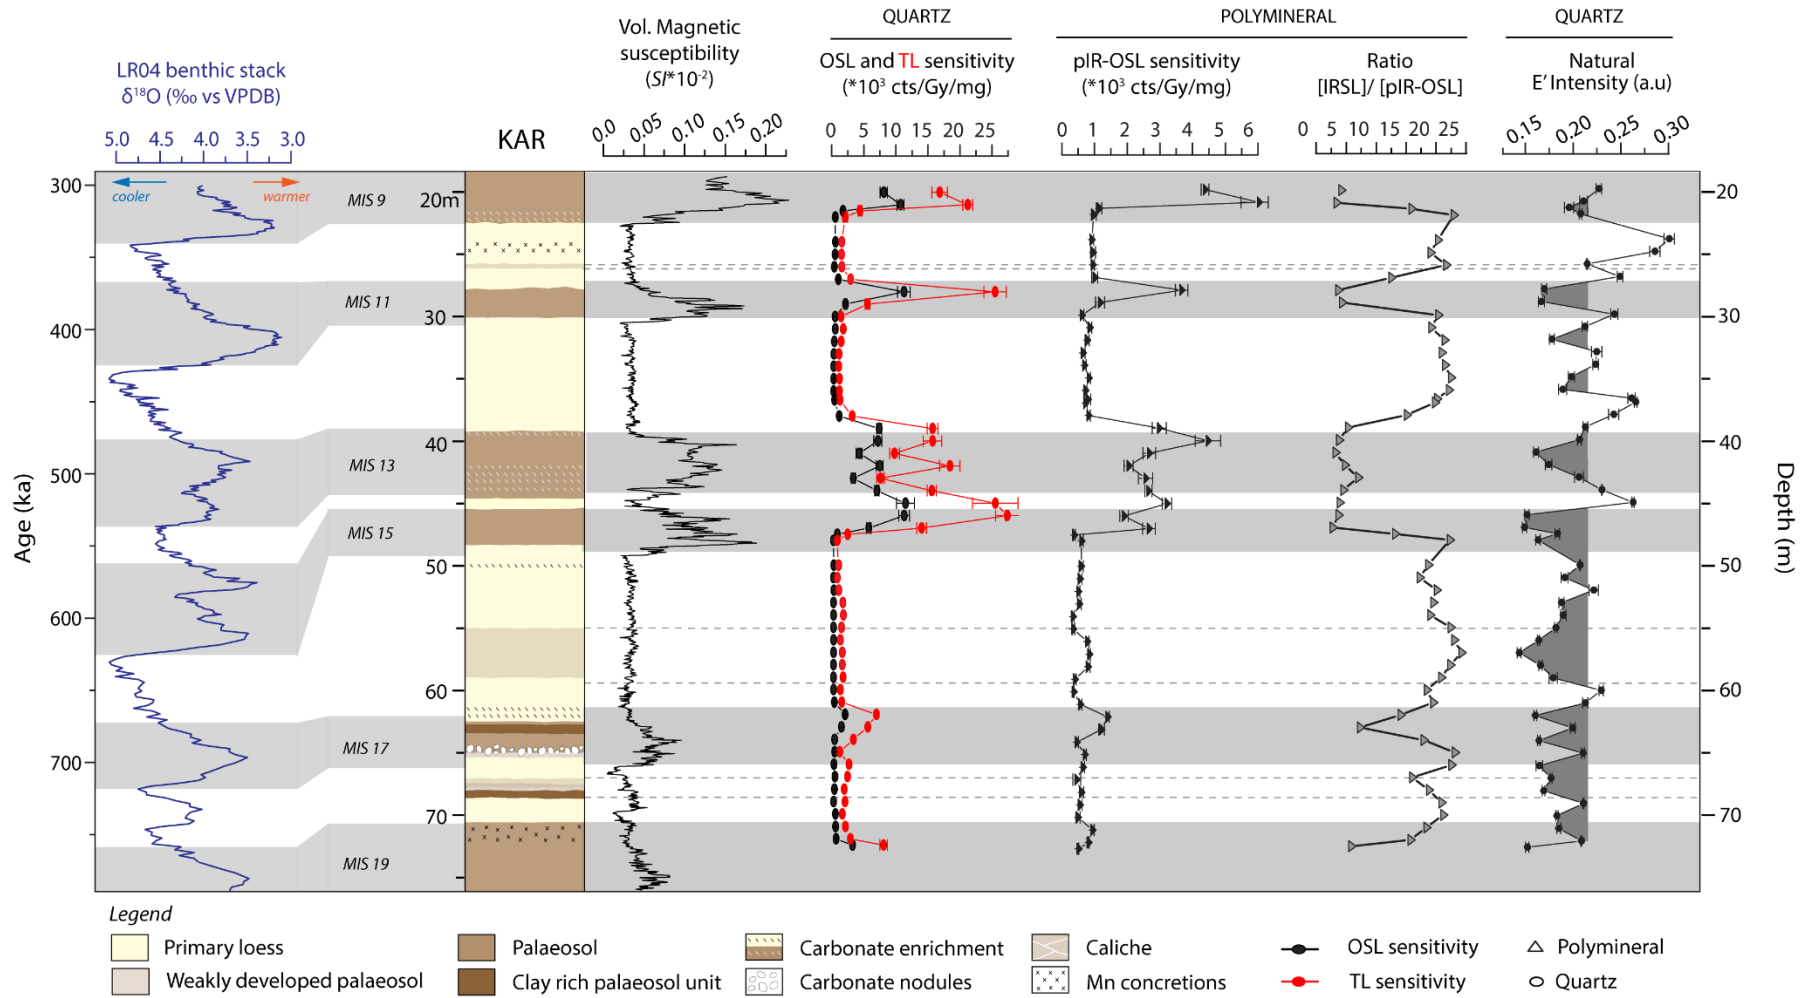 QUARTZ
POLYMINERAL
QUARTZ
Vol. Magnetic
susceptibility
(SI*10-2)
LR04 benthic stack
δ18O (‰ vs VPDB)
OSL and TL sensitivity
(*10³ cts/Gy/mg)
pIR-OSL sensitivity
(*10³ cts/Gy/mg)
Ratio
[IRSL]/ [pIR-OSL]
Natural
E′ Intensity (a.u)
5.0 4.5 4.0 3.5 3.0
KAR
0.0 0.05 0.10 0.15 0.20
0 5 10 15 20 25
0 1 2 3 4 5 6
0 5 10 15 20 25
0.15 0.20 0.25 0.30
cooler
warmer
Age (ka)
300
400
500
600
700
MIS 9
MIS 11
MIS 13
MIS 15
MIS 17
MIS 19
20m
30
40
50
60
70
20
30
40
50
60
70
Depth (m)
Legend
Primary loess
Palaeosol
Carbonate enrichment
Caliche
OSL sensitivity
Polymineral
Weakly developed palaeosol
Clay rich palaeosol unit
Carbonate nodules
Mn concretions
TL sensitivity
Quartz